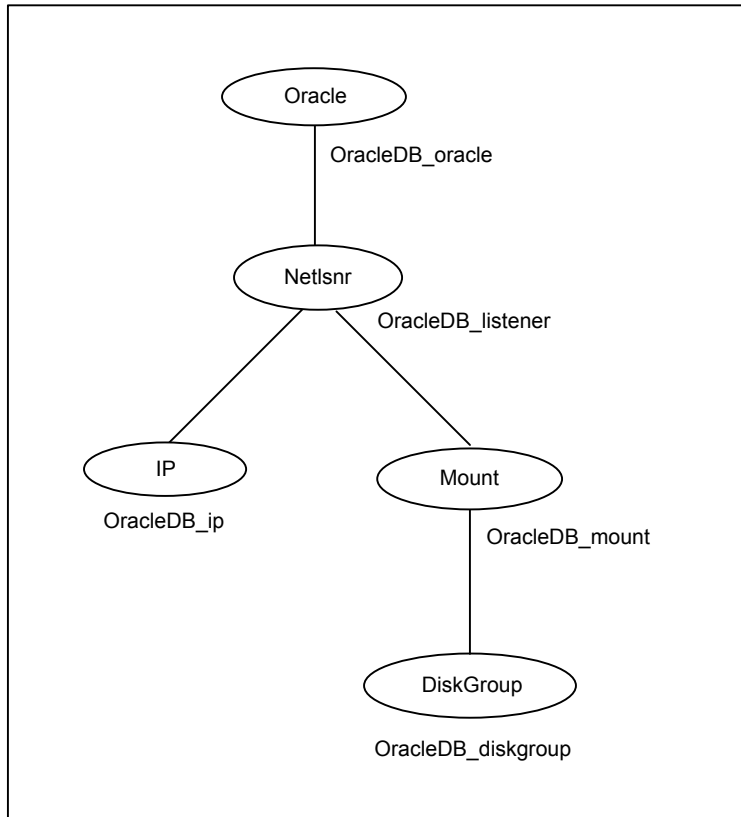 Oracle
OracleDB_oracle
Netlsnr
OracleDB_listener
IP
Mount
OracleDB_ip
OracleDB_mount
DiskGroup
OracleDB_diskgroup